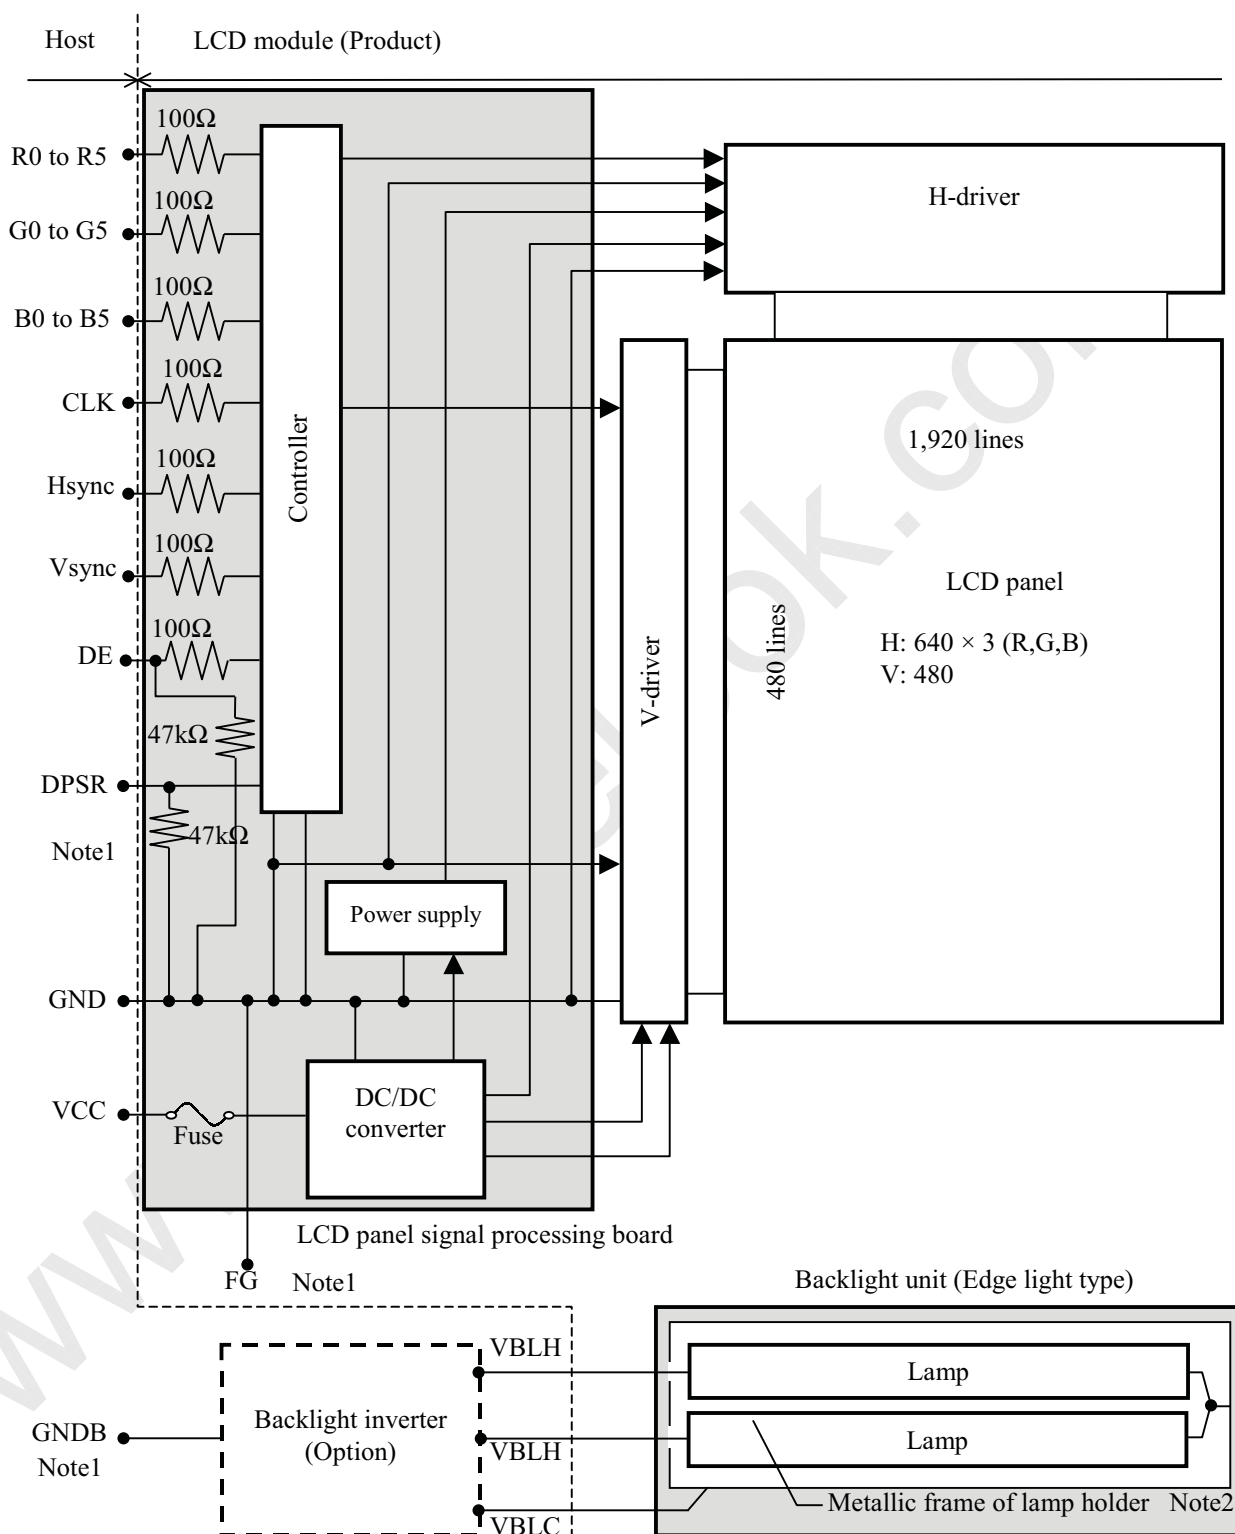 Host
LCD module (Product)
100Ω
R0 to R5
100Ω
G0 to G5
100Ω
B0 to B5
100Ω
CLK
100Ω
Hsync
100Ω
Vsync
100Ω
DE
47kΩ
DPSR
47kΩ
Note1
Controller
H-driver
V-driver
1,920 lines
480 lines
LCD panel
H: 640 × 3 (R,G,B)
V: 480
Power supply
GND
VCC
Fuse
DC/DC
converter
LCD panel signal processing board
FG
Note1
Backlight unit (Edge light type)
VBLH
Lamp
GNDB
Note1
Backlight inverter
(Option)
VBLH
Lamp
Metallic frame of lamp holder Note2
VBLC